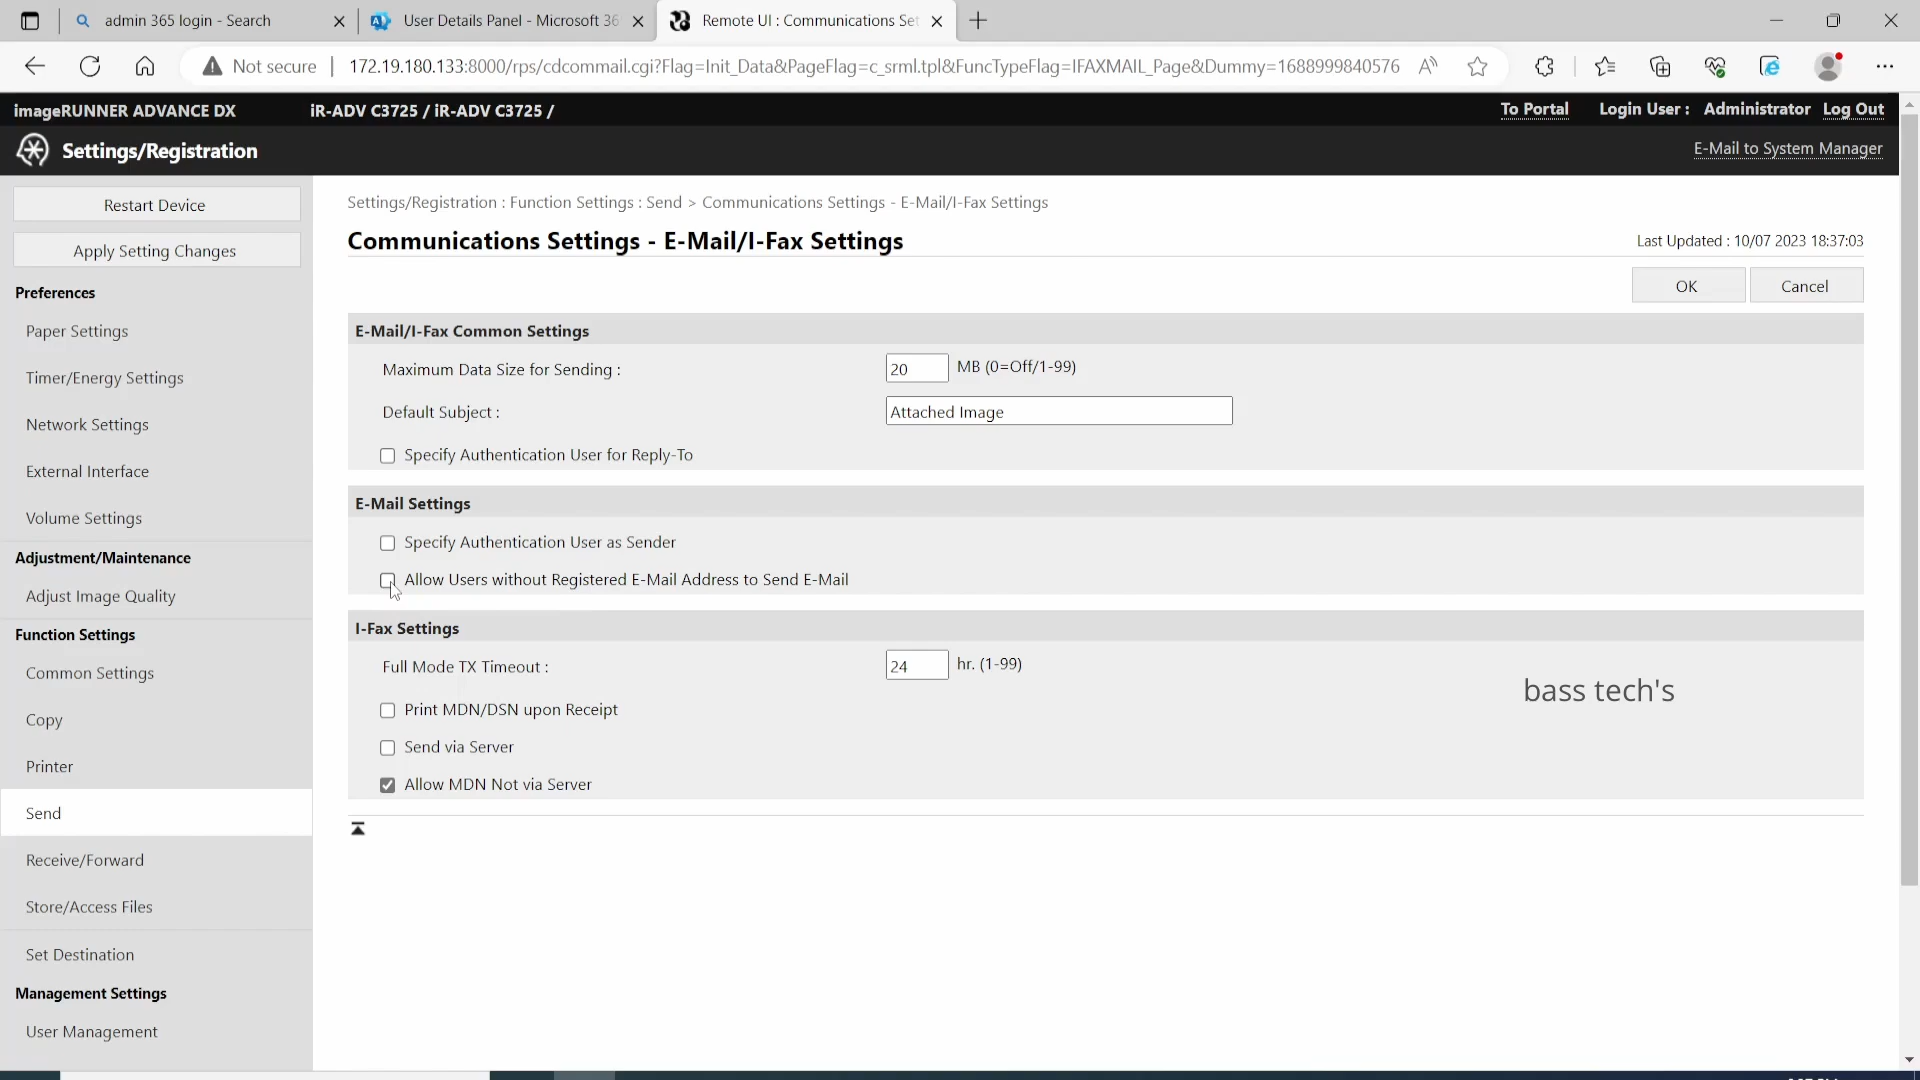 admin 365 login - Search
User Details Panel - Microsoft 36
Remote UI : Communications Set
Not secure
172.19.180.133:8000/rps/cdcommail.cgi?Flag=Init_Data&PageFlag=c_srml.tpl&FuncTypeFlag=IFAXMAIL_Page&Dummy=1688999840576
imageRUNNER ADVANCE DX
iR-ADV C3725 / iR-ADV C3725 /
To Portal
Login User : Administrator
Log Out
Settings/Registration
E-Mail to System Manager
Restart Device
Apply Setting Changes
Preferences
Paper Settings
Timer/Energy Settings
Network Settings
External Interface
Volume Settings
Adjustment/Maintenance
Adjust Image Quality
Function Settings
Common Settings
Copy
Printer
Send
Receive/Forward
Store/Access Files
Set Destination
Management Settings
User Management
Settings/Registration : Function Settings : Send > Communications Settings - E-Mail/I-Fax Settings
Communications Settings - E-Mail/I-Fax Settings
Last Updated : 10/07 2023 18:37:03
OK
Cancel
E-Mail/I-Fax Common Settings
Maximum Data Size for Sending : 20 MB (0=Off/1-99)
Default Subject : Attached Image
Specify Authentication User for Reply-To
E-Mail Settings
Specify Authentication User as Sender
Allow Users without Registered E-Mail Address to Send E-Mail
I-Fax Settings
Full Mode TX Timeout : 24 hr. (1-99)
Print MDN/DSN upon Receipt
Send via Server
Allow MDN Not via Server
bass tech's